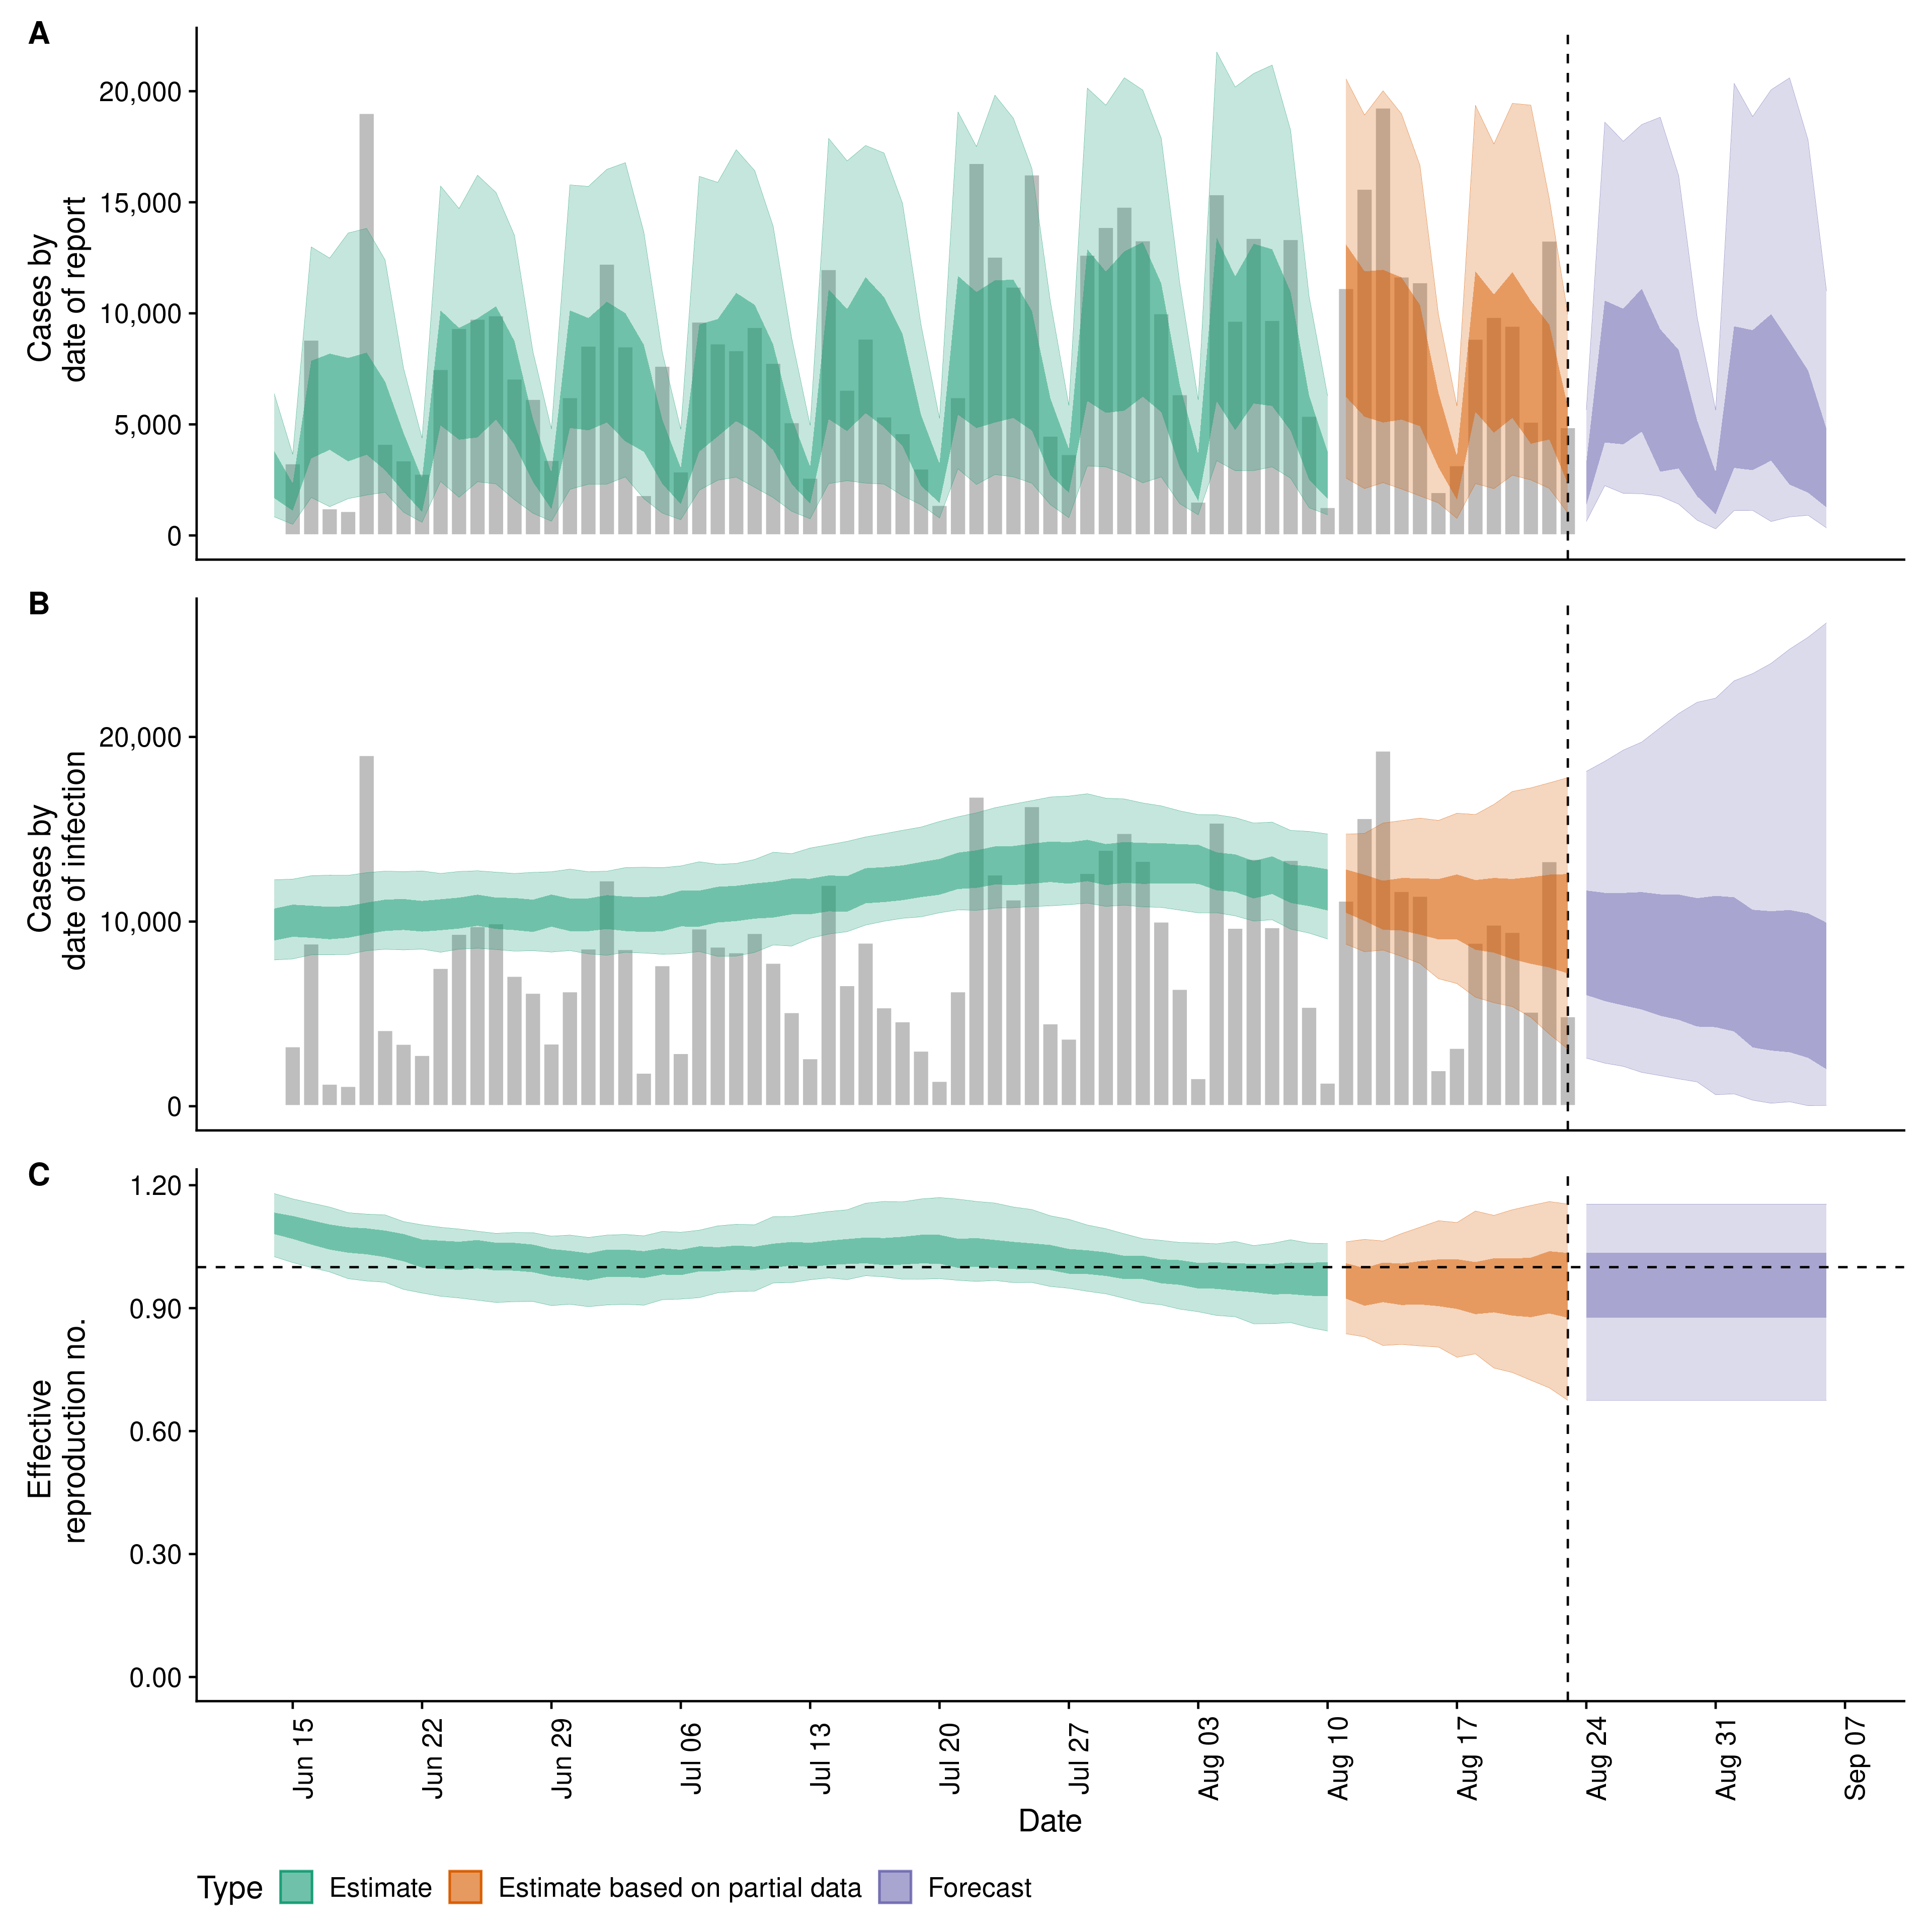 A
20,000
15,000
10,000
5,000
0
Cases by
date of report
B
20,000
10,000
0
Cases by
date of infection
C
1.20
0.90
0.60
0.30
0.00
Effective
reproduction no.
Jun 15
Jun 22
Jun 29
Jul 06
Jul 13
Jul 20
Jul 27
Aug 03
Aug 10
Aug 17
Aug 24
Aug 31
Sep 07
Date
Type Estimate Estimate based on partial data Forecast